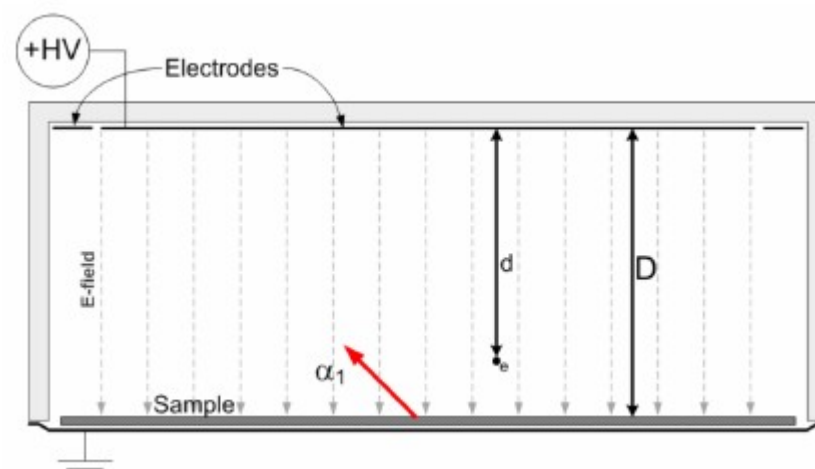 +HV
Electrodes
E-field
d
D
e
α1
Sample